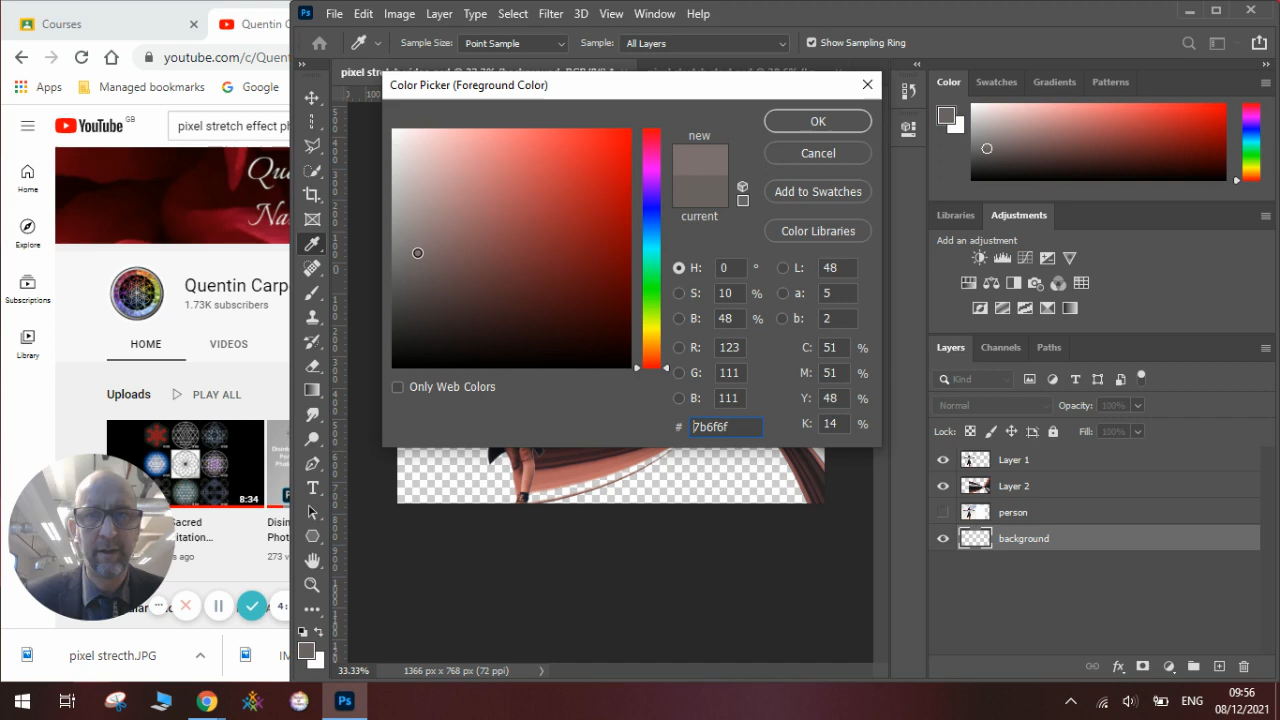 Courses
Quentin C
youtube.com/c/Quent
Apps
Managed bookmarks
Google
YouTube GB
pixel stretch effect ph
Home
Explore
Subscriptions
Library
Quentin Carp
1.73K subscribers
HOME VIDEOS
Uploads PLAY ALL
8:34
Sacred
itation...
s ago
Disin
Phot
273 v
4:
pixel strecth.JPG
IM
Ps File Edit Image Layer Type Select Filter 3D View Window Help
Sample Size: Point Sample Sample: All Layers Show Sampling Ring
Color Picker (Foreground Color)
new
current
OK
Cancel
Add to Swatches
Color Libraries
H: 0 ° L: 48
S: 10 % a: 5
B: 48 % b: 2
R: 123 C: 51 %
G: 111 M: 51 %
B: 111 Y: 48 %
# 7b6f6f K: 14 %
Only Web Colors
33.33% 1366 px x 768 px (72 ppi)
Color Swatches Gradients Patterns
Libraries Adjustments
Add an adjustment
Layers Channels Paths
Kind
Normal Opacity: 100%
Lock: Fill: 100%
Layer 1
Layer 2
person
background
Ps
ENG
09:56
08/12/2021